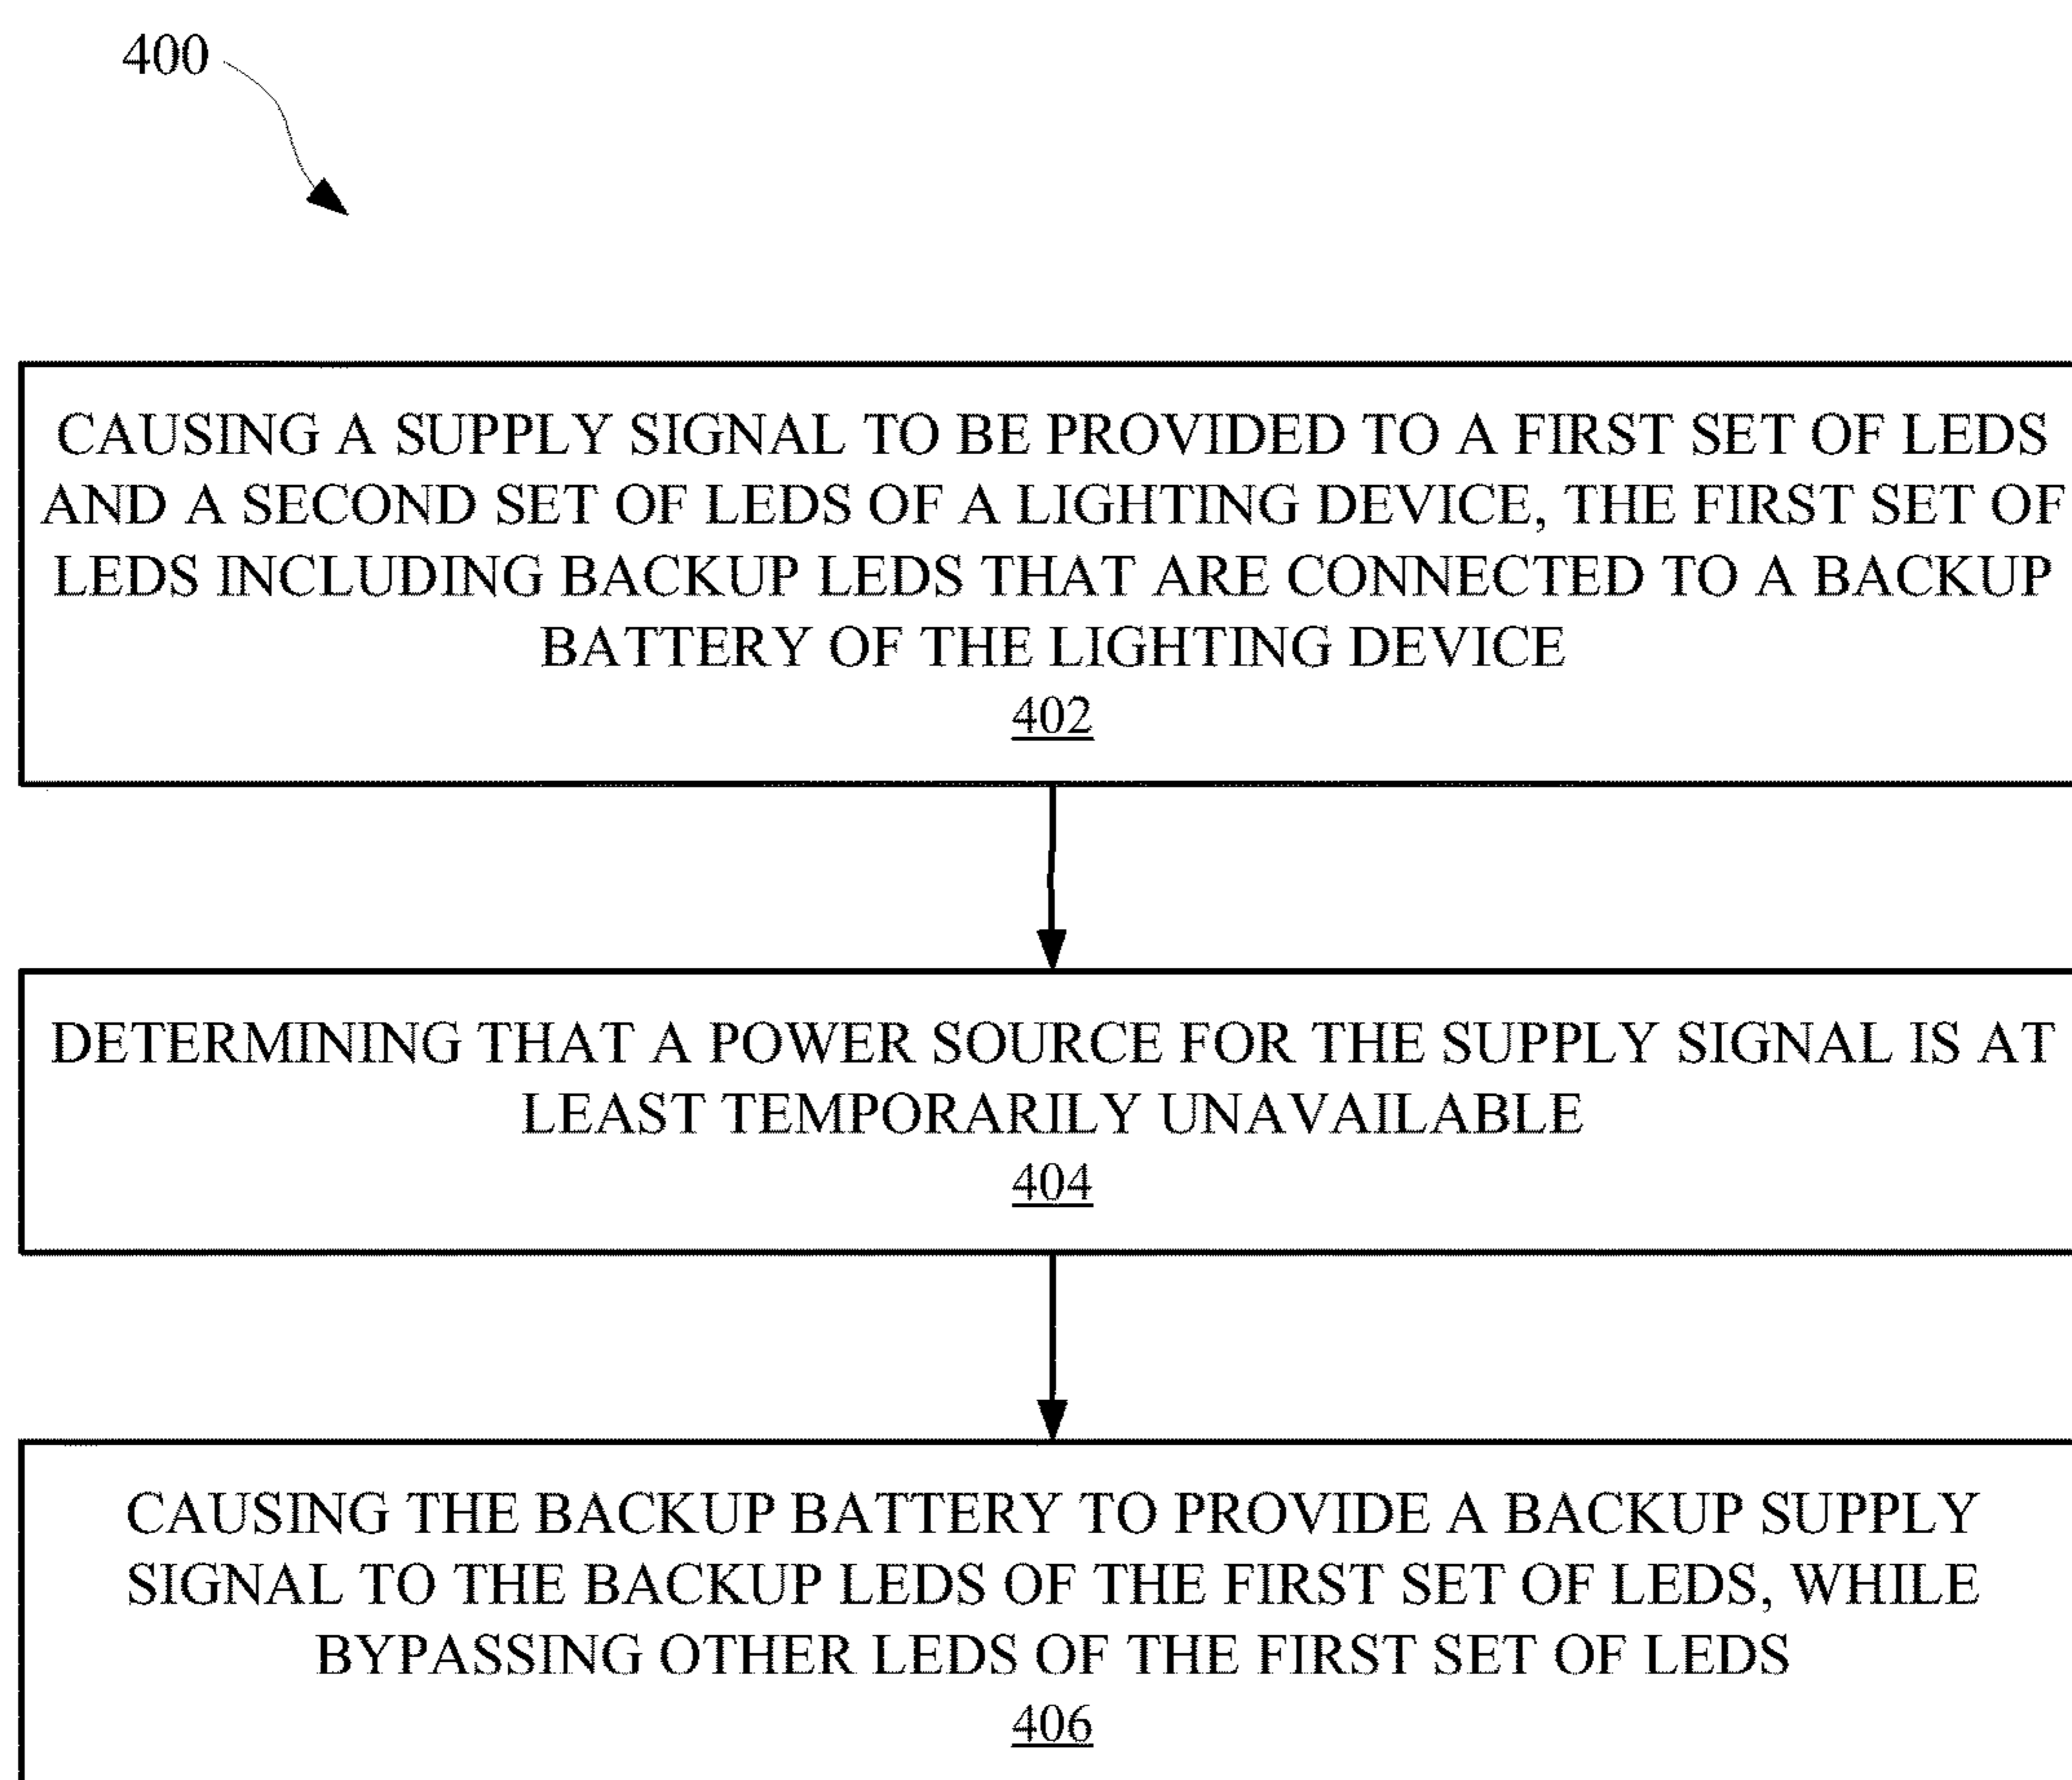 400
CAUSING A SUPPLY SIGNAL TO BE PROVIDED TO A FIRST SET OF LEDS
AND A SECOND SET OF LEDS OF A LIGHTING DEVICE, THE FIRST SET OF
LEDS INCLUDING BACKUP LEDS THAT ARE CONNECTED TO A BACKUP
BATTERY OF THE LIGHTING DEVICE
402
DETERMINING THAT A POWER SOURCE FOR THE SUPPLY SIGNAL IS AT
LEAST TEMPORARILY UNAVAILABLE
404
CAUSING THE BACKUP BATTERY TO PROVIDE A BACKUP SUPPLY
SIGNAL TO THE BACKUP LEDS OF THE FIRST SET OF LEDS, WHILE
BYPASSING OTHER LEDS OF THE FIRST SET OF LEDS
406